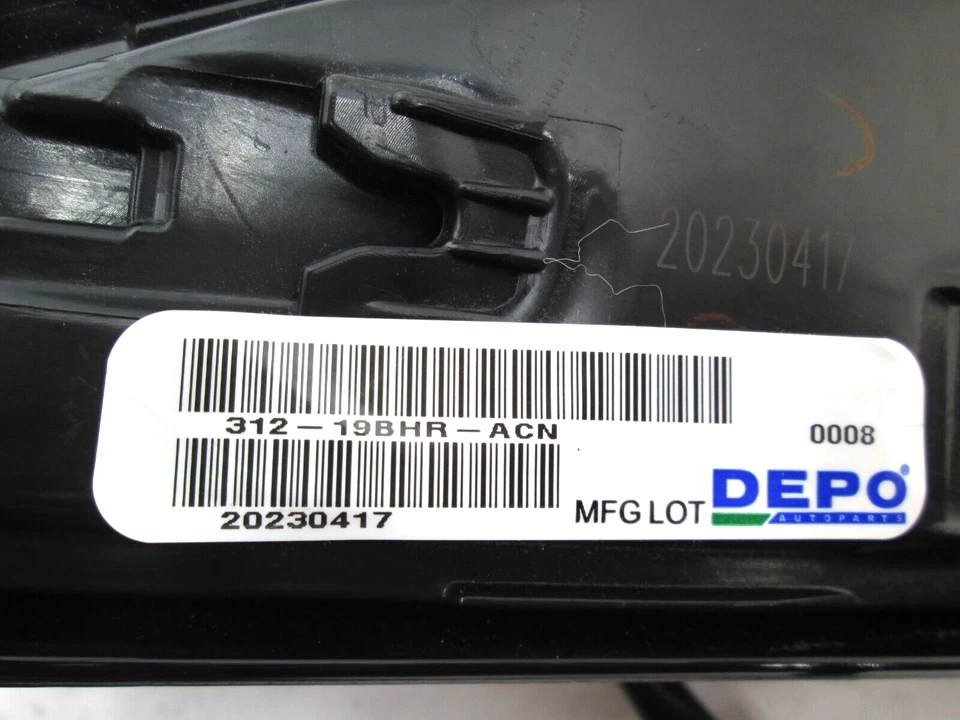 20230417
312-19BHR-ACN
0008
20230417
MFG LOT
DEPO®
AUTOPARTS